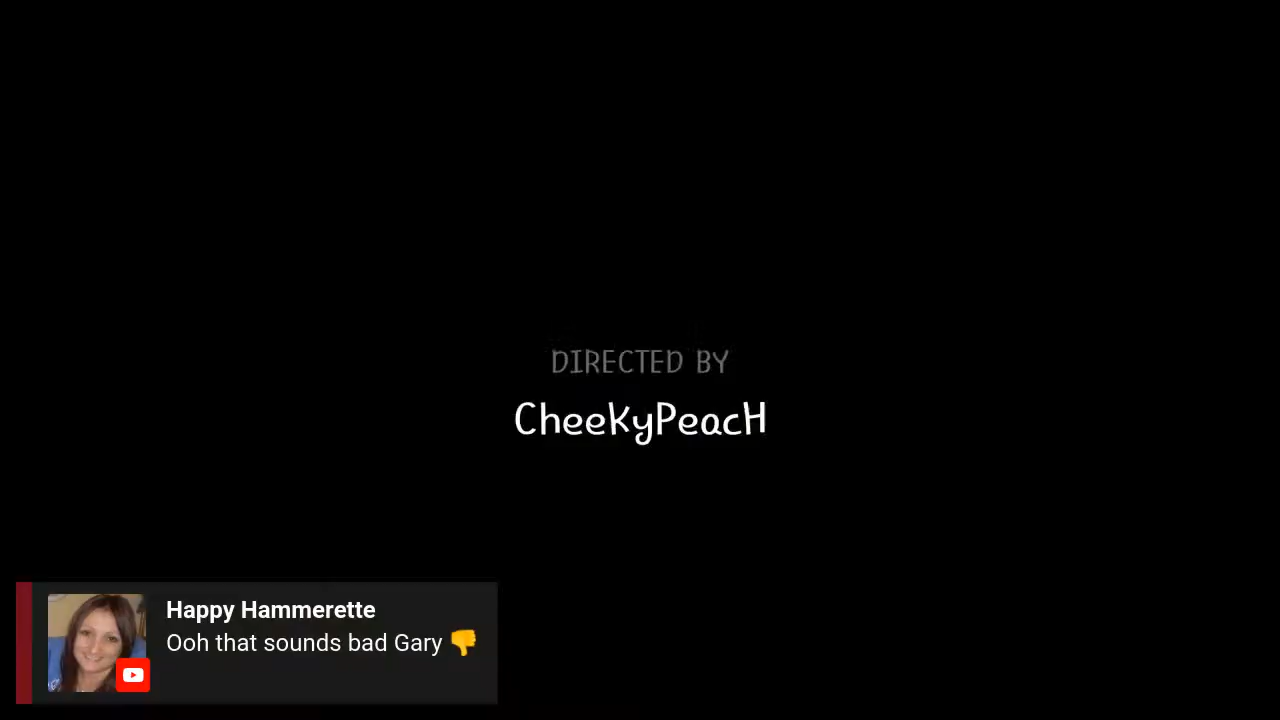 DIRECTED BY
CheeKyPeacH
Happy Hammerette
Ooh that sounds bad Gary 👎